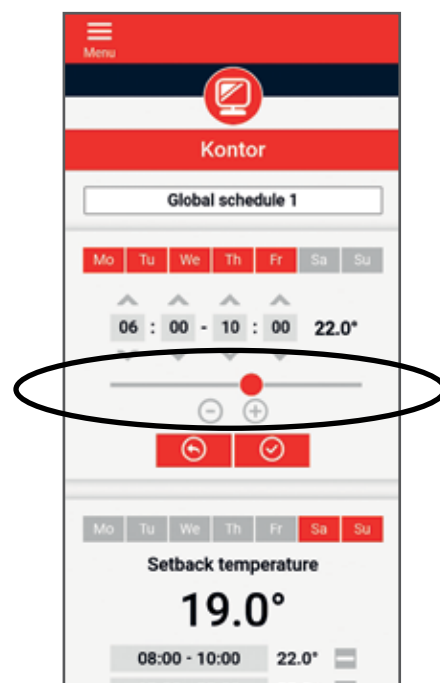 Menu
Kontor
Global schedule 1
Mo Tu We Th Fr Sa Su
06 : 00 - 10 : 00 22.0°
Mo Tu We Th Fr Sa Su
Setback temperature
19.0°
08:00 - 10:00 22.0°